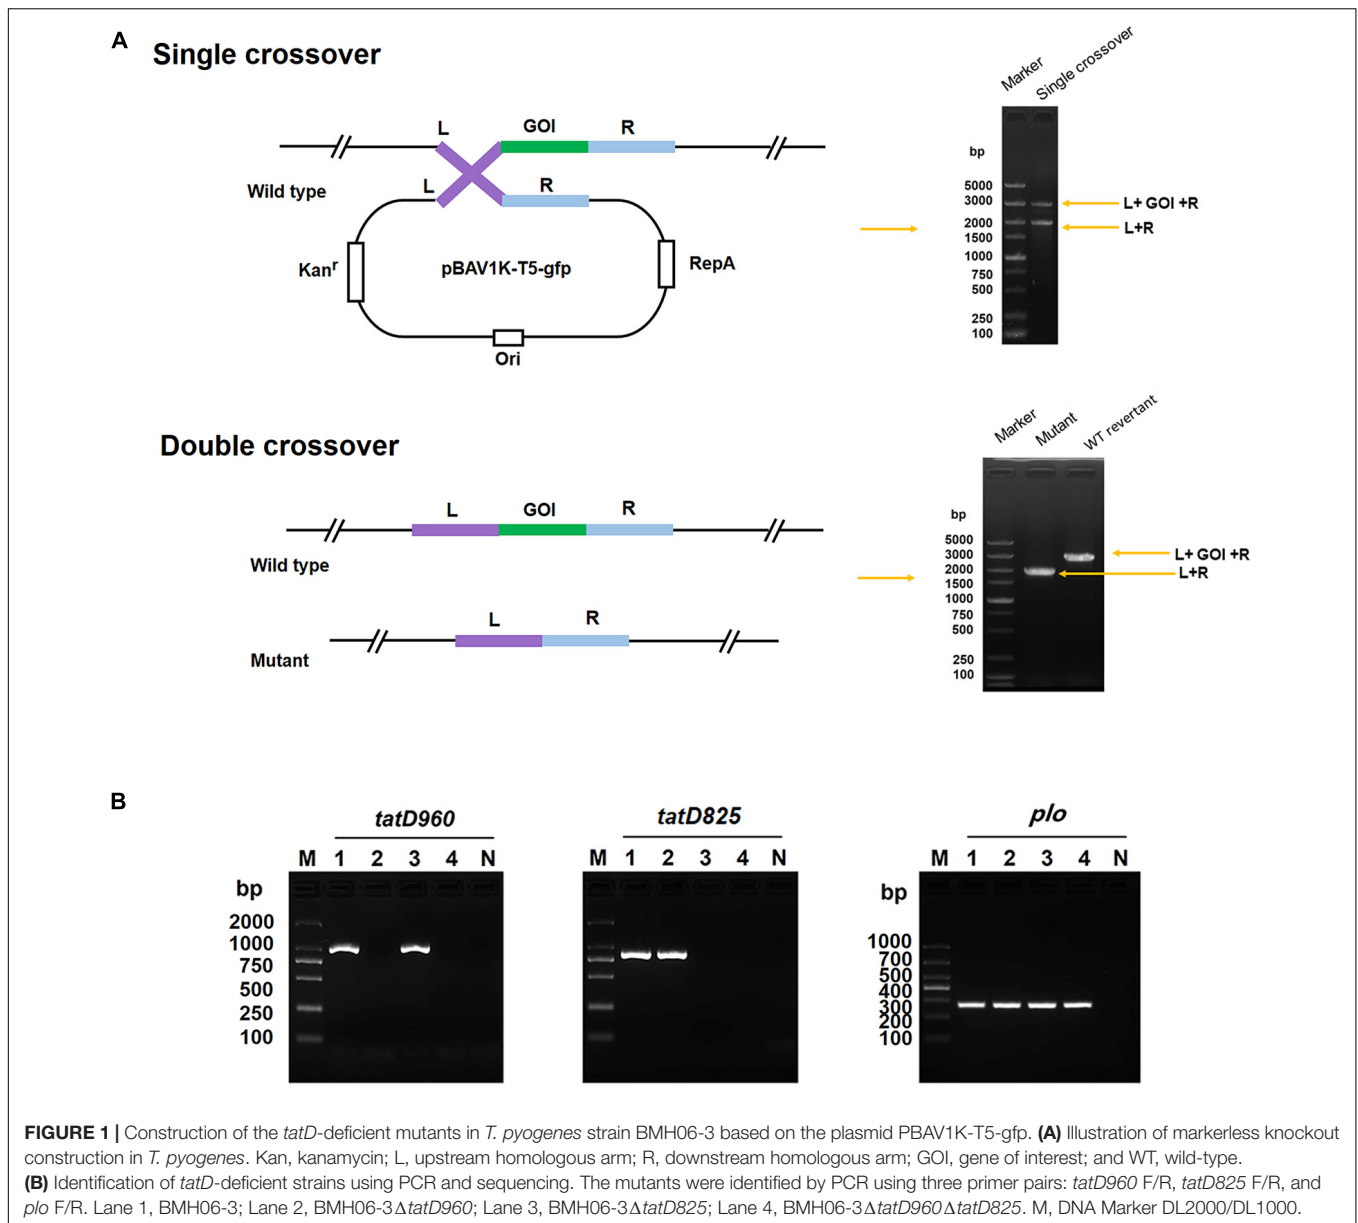 A
Single crossover
L
GOI
R
Wild type
L
R
Kanr
pBAV1K-T5-gfp
RepA
Ori
Marker
Single crossover
bp
5000
3000
2000
1500
1000
750
500
250
100
L+ GOI +R
L+R
Double crossover
L
GOI
R
Wild type
L
R
Mutant
Marker
Mutant
WT revertant
bp
5000
3000
2000
1500
1000
750
500
250
100
L+ GOI +R
L+R
B
tatD960
M 1 2 3 4 N
bp
2000
1000
750
500
250
100
tatD825
M 1 2 3 4 N
plo
M 1 2 3 4 N
bp
1000
700
500
400
300
200
100
FIGURE 1 | Construction of the tatD-deficient mutants in T. pyogenes strain BMH06-3 based on the plasmid PBAV1K-T5-gfp. (A) Illustration of markerless knockout
construction in T. pyogenes. Kan, kanamycin; L, upstream homologous arm; R, downstream homologous arm; GOI, gene of interest; and WT, wild-type.
(B) Identification of tatD-deficient strains using PCR and sequencing. The mutants were identified by PCR using three primer pairs: tatD960 F/R, tatD825 F/R, and
plo F/R. Lane 1, BMH06-3; Lane 2, BMH06-3ΔtatD960; Lane 3, BMH06-3ΔtatD825; Lane 4, BMH06-3ΔtatD960ΔtatD825. M, DNA Marker DL2000/DL1000.